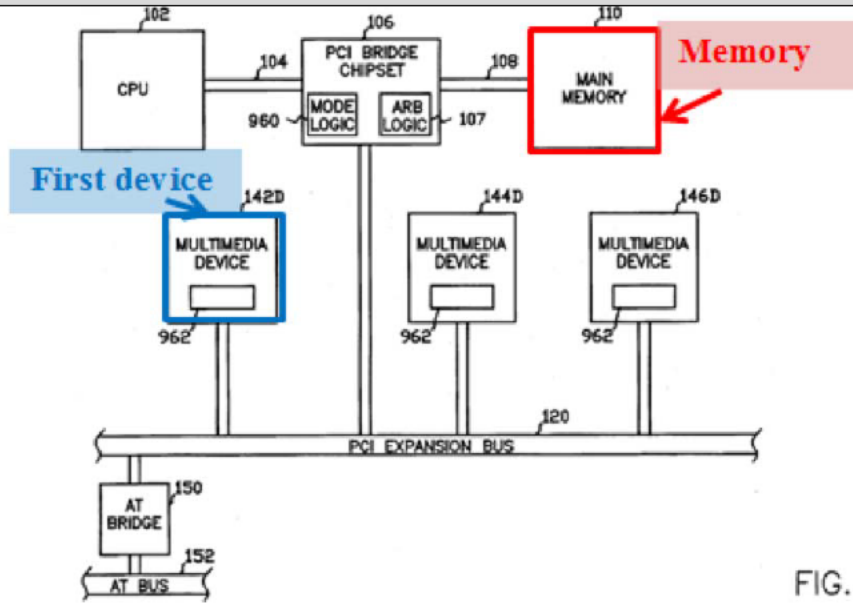 102
106
110
104
PCI BRIDGE
CHIPSET
108
CPU
MAIN
MEMORY
Memory
960
MODE
LOGIC
ARB
LOGIC
107
First device
142D
144D
146D
MULTIMEDIA
DEVICE
MULTIMEDIA
DEVICE
MULTIMEDIA
DEVICE
962
962
962
120
PCI EXPANSION BUS
150
AT
BRIDGE
152
AT BUS
FIG.